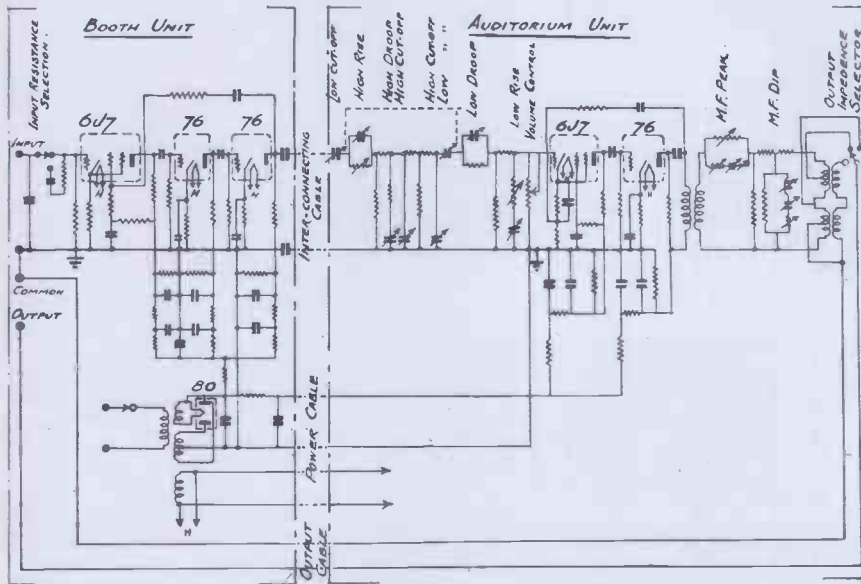 BOOTH UNIT
AUDITORIUM UNIT
INPUT RESISTANCE
SELECTION
LOW CUT-OFF
HIGH RISE
HIGH DROOP
HIGH CUT-OFF
HIGH CUT-OFF
LOW " "
LOW DROOP
LOW RISE
VOLUME CONTROL
M.F. PEAK
M.F. DIP
OUTPUT
IMPEDENCE
SELECTOR
6J7
76
76
6J7
76
INPUT
COMMON
OUTPUT
INTER-CONNECTING
CABLE
80
POWER CABLE
H
OUTPUT
CABLE